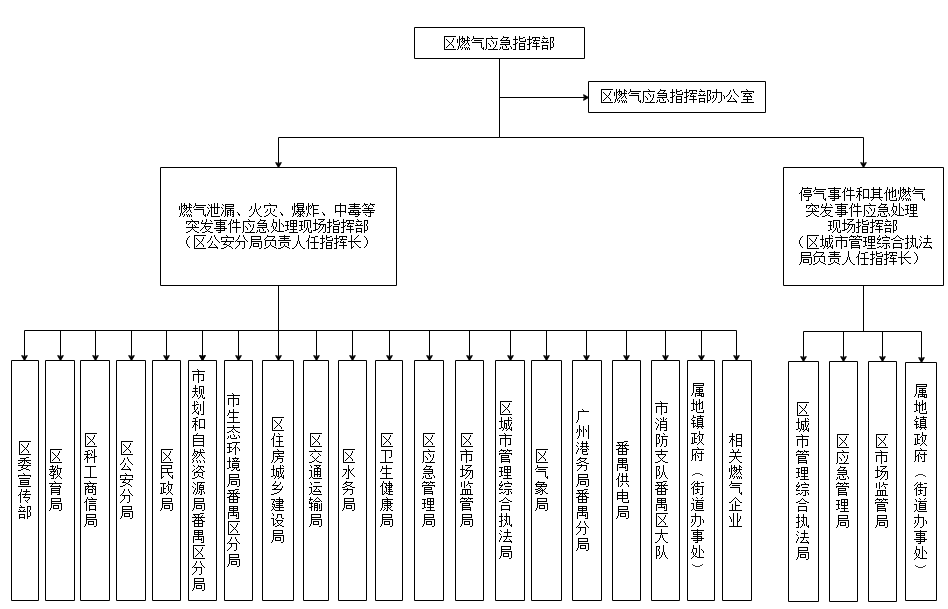 区燃气应急指挥部
区燃气应急指挥部办公室
燃气泄漏、火灾、爆炸、中毒等
突发事件应急处理现场指挥部
（区公安分局负责人任指挥长）
停气事件和其他燃气
突发事件应急处理
现场指挥部
（区城市管理综合执法
局负责人任指挥长）
区委宣传部
区教育局
区科工商信局
区公安分局
区民政局
市规划和自然资源局番禺区分局
市生态环境局番禺区分局
区住房城乡建设局
区交通运输局
区水务局
区卫生健康局
区应急管理局
区市场监管局
区城市管理综合执法局
区气象局
广州港务局番禺分局
番禺供电局
市消防支队番禺区大队
属地镇政府（街道办事处）
相关燃气企业
区城市管理综合执法局
区应急管理局
区市场监管局
属地镇政府（街道办事处）